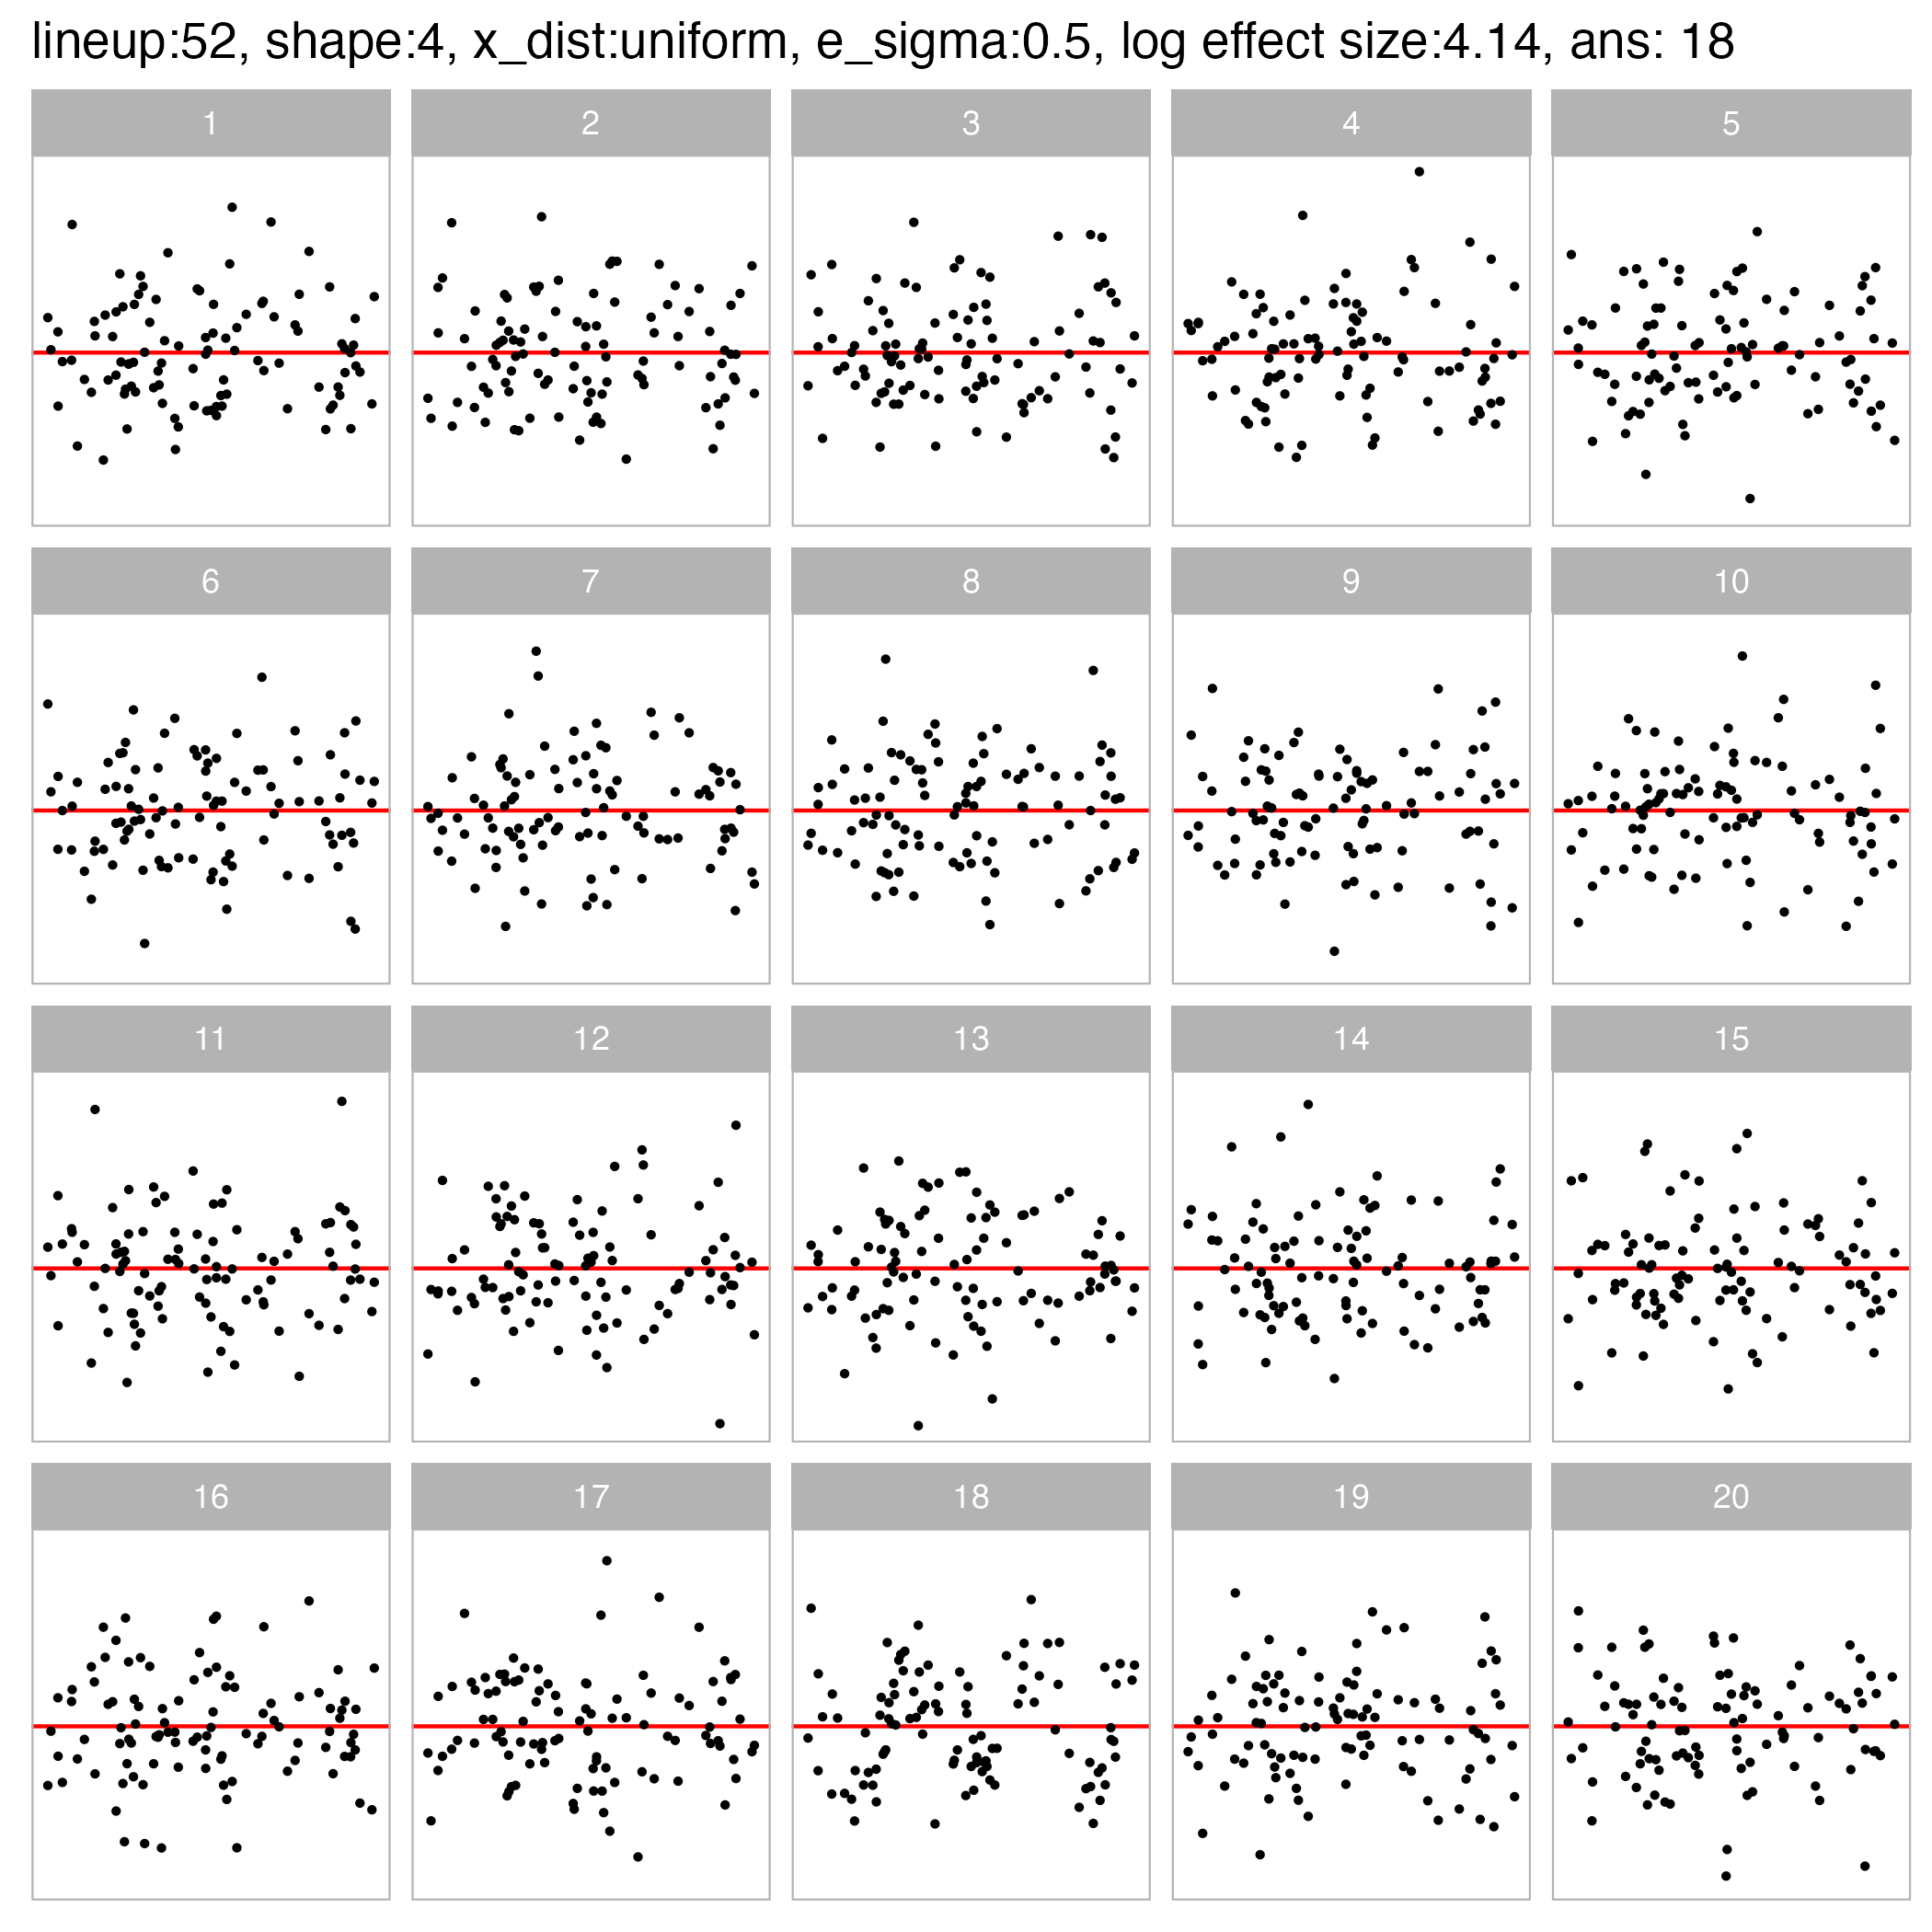 lineup:52, shape:4, x_dist:uniform, e_sigma:0.5, log effect size:4.14, ans: 18
1 2 3 4 5
6 7 8 9 10
11 12 13 14 15
16 17 18 19 20